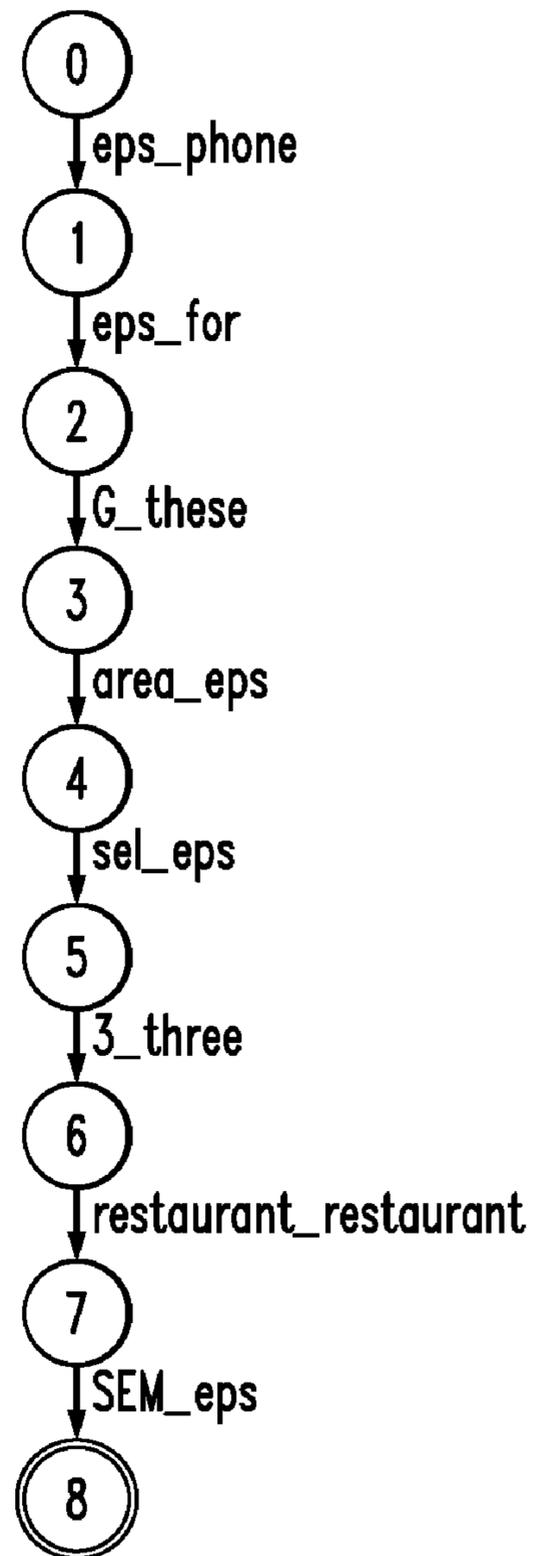 0
eps_phone
1
eps_for
2
G_these
3
area_eps
4
sel_eps
5
3_three
6
restaurant_restaurant
7
SEM_eps
8